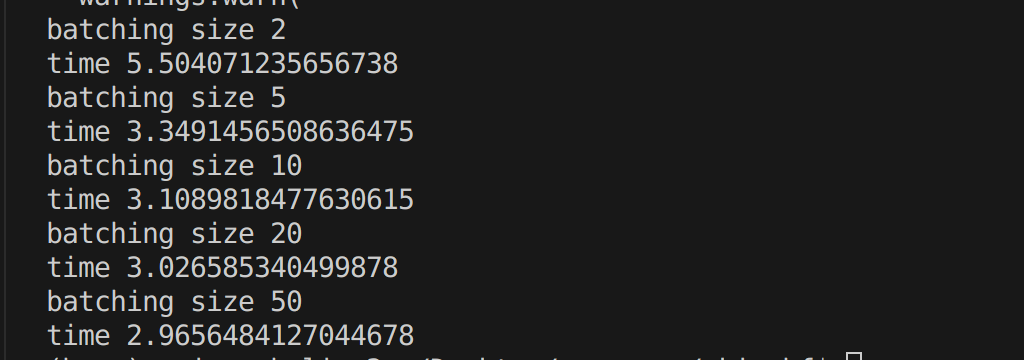 warnings.warn(
batching size 2
time 5.504071235656738
batching size 5
time 3.3491456508636475
batching size 10
time 3.1089818477630615
batching size 20
time 3.026585340499878
batching size 50
time 2.9656484127044678